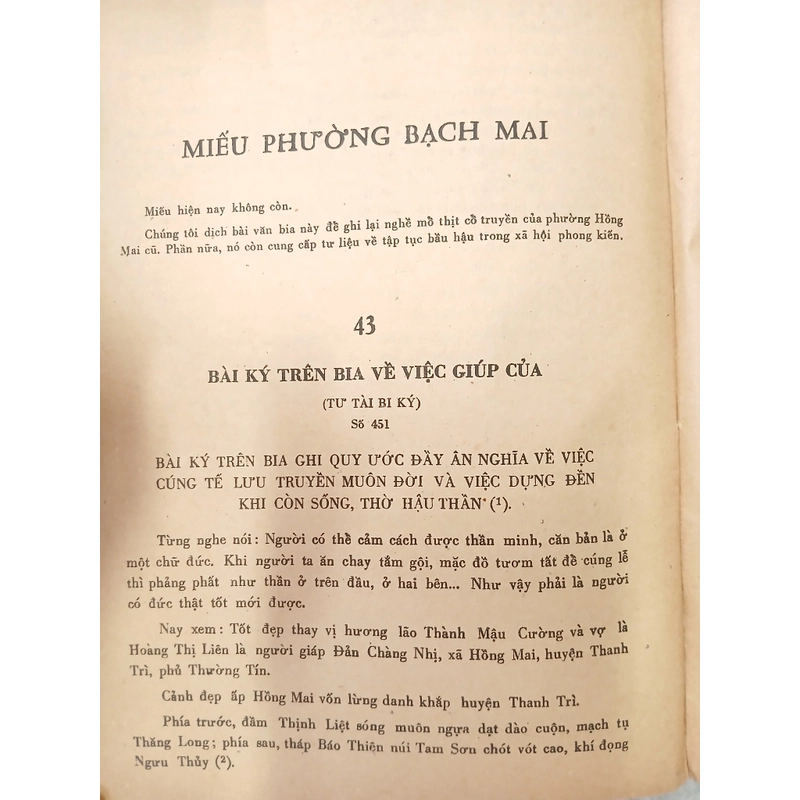 MIẾU PHƯỜNG BẠCH MAI
Miếu hiện nay không còn.
Chúng tôi dịch bài văn bia này để ghi lại nghề mổ thịt cổ truyền của phường Hồng
Mai cũ. Phần nữa, nó còn cung cấp tư liệu về tập tục bầu hậu trong xã hội phong kiến.
43
BÀI KÝ TRÊN BIA VỀ VIỆC GIÚP CỦA
(TƯ TÀI BI KÝ)
Số 451
BÀI KÝ TRÊN BIA GHI QUY ƯỚC ĐẦY ÂN NGHĨA VỀ VIỆC
CÚNG TẾ LƯU TRUYỀN MUÔN ĐỜI VÀ VIỆC DỰNG ĐỀN
KHI CÒN SỐNG, THỜ HẬU THẦN (1).
Từng nghe nói : Người có thể cảm cách được thần minh, căn bản là ở
một chữ đức. Khi người ta ăn chay tắm gội, mặc đồ tươm tất để cúng lễ
thì phảng phất như thần ở trên đầu, ở hai bên... Như vậy phải là người
có đức thật tốt mới được.
Nay xem : Tốt đẹp thay vị hương lão Thành Mậu Cường và vợ là
Hoàng Thị Liên là người giáp Đản Chàng Nhị, xã Hồng Mai, huyện Thanh
Trì, phủ Thường Tín.
Cảnh đẹp ấp Hồng Mai vốn lừng danh khắp huyện Thanh Trì.
Phía trước, đầm Thịnh Liệt sóng muôn ngựa dạt dào cuộn, mạch tụ
Thăng Long ; phía sau, tháp Báo Thiện núi Tam Sơn chót vót cao, khí đọng
Ngưu Thủy (2).